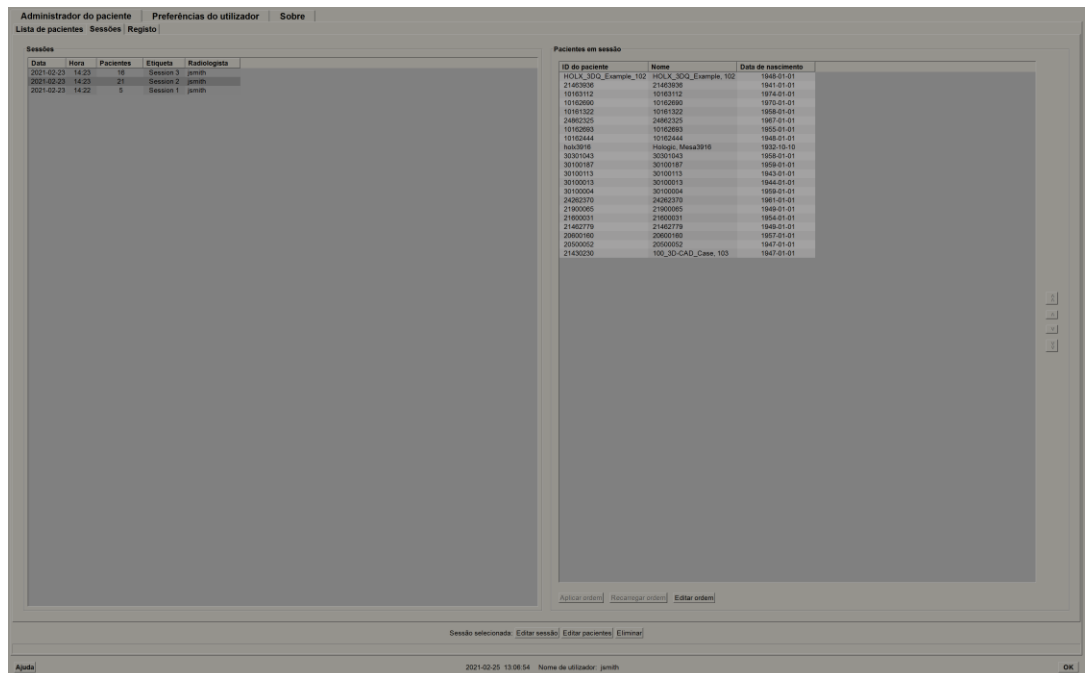 Administrador do paciente Preferências do utilizador Sobre
Lista de pacientes Sessões Registo
Sessões
Data Hora Pacientes Etiqueta Radiologista
2021-02-23 14:23 16 Session 3 jsmith
2021-02-23 14:23 21 Session 2 jsmith
2021-02-23 14:22 5 Session 1 jsmith
Pacientes em sessão
ID do paciente Nome Data de nascimento
HOLX_3DQ_Example_102 HOLX_3DQ_Example, 102 1948-01-01
21463936 21463936 1941-01-01
10163112 10163112 1974-01-01
10162690 10162690 1970-01-01
10161322 10161322 1958-01-01
24862325 24862325 1967-01-01
10162693 10162693 1955-01-01
10162444 10162444 1948-01-01
holx3916 Hologic, Mesa3916 1932-10-10
30301043 30301043 1958-01-01
30100187 30100187 1959-01-01
30100113 30100113 1943-01-01
30100013 30100013 1944-01-01
30100004 30100004 1959-01-01
24262370 24262370 1961-01-01
21900065 21900065 1949-01-01
21600031 21600031 1954-01-01
21462779 21462779 1949-01-01
20600160 20600160 1957-01-01
20500052 20500052 1947-01-01
21430230 100_3D-CAD_Case, 103 1947-01-01
Aplicar ordem Recarregar ordem Editar ordem
Sessão selecionada: Editar sessão Editar pacientes Eliminar
Ajuda 2021-02-25 13:06:54 Nome de utilizador: jsmith OK